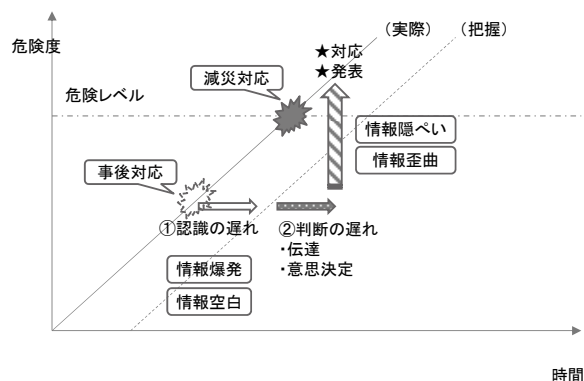 危険度
（実際）
（把握）
★対応
★発表
減災対応
危険レベル
情報隠ぺい
情報歪曲
事後対応
①認識の遅れ
②判断の遅れ
・伝達
・意思決定
情報爆発
情報空白
時間